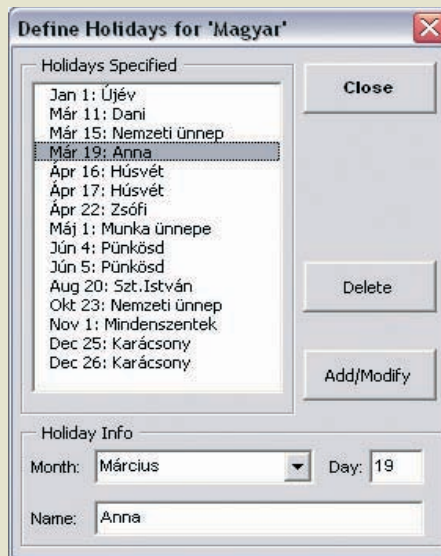 Define Holidays for 'Magyar'
Holidays Specified
Jan 1: Újév
Már 11: Dani
Már 15: Nemzeti ünnep
Már 19: Anna
Ápr 16: Húsvét
Ápr 17: Húsvét
Ápr 22: Zsófi
Máj 1: Munka ünnepe
Jún 4: Pünkösd
Jún 5: Pünkösd
Aug 20: Szt.István
Okt 23: Nemzeti ünnep
Nov 1: Mindenszentek
Dec 25: Karácsony
Dec 26: Karácsony
Close
Delete
Add/Modify
Holiday Info
Month: Március Day: 19
Name: Anna